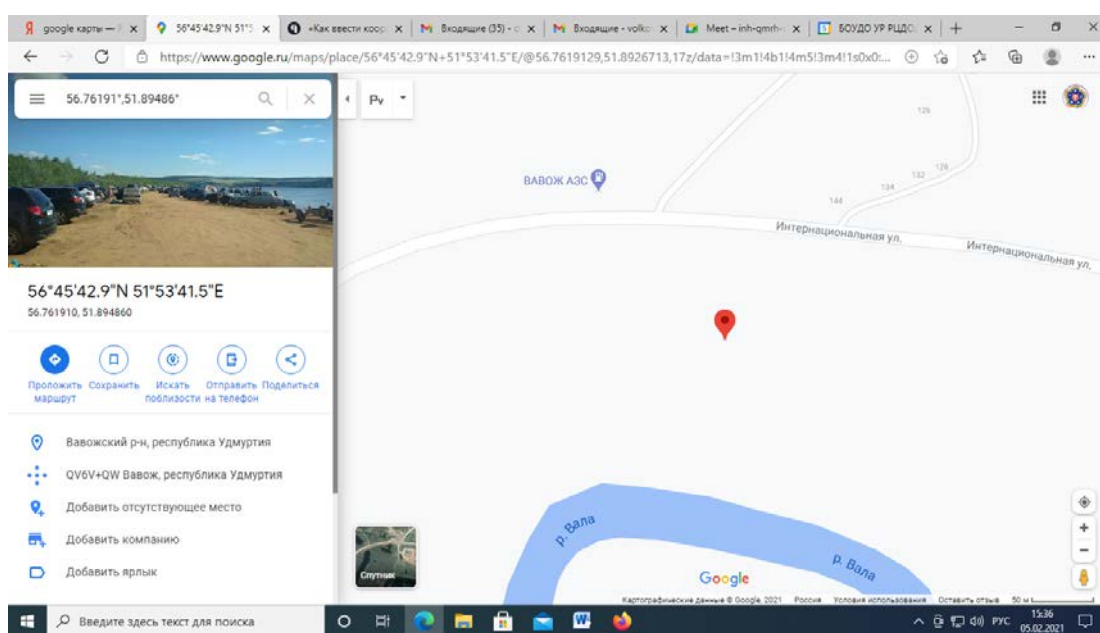 google карты —
56°45'42.9"N 51°5
«Как ввести коор
Входящие (35) -
Входящие - volko
Meet – inh-qmrh-
БОУДО УР РЦДО
https://www.google.ru/maps/place/56°45'42.9"N+51°53'41.5"E/@56.7619129,51.8926713,17z/data=!3m1!4b1!4m5!3m4!1s0x0:...
56.76191°,51.89486°
Pv
126
ВАВОЖ АЗС
126
132
134
144
Интернациональная ул.
Интернациональная ул.
56°45'42.9"N 51°53'41.5"E
56.761910, 51.894860
Проложить маршрут
Сохранить
Искать поблизости
Отправить на телефон
Поделиться
Вавожский р-н, республика Удмуртия
QV6V+QW Вавож, республика Удмуртия
Добавить отсутствующее место
Добавить компанию
Добавить ярлык
р. Вала
р. Вала
Спутник
Google
Картографические данные © Google, 2021 Россия Условия использования Оставить отзыв 50 м
Введите здесь текст для поиска
РУС
15:36
05.02.2021